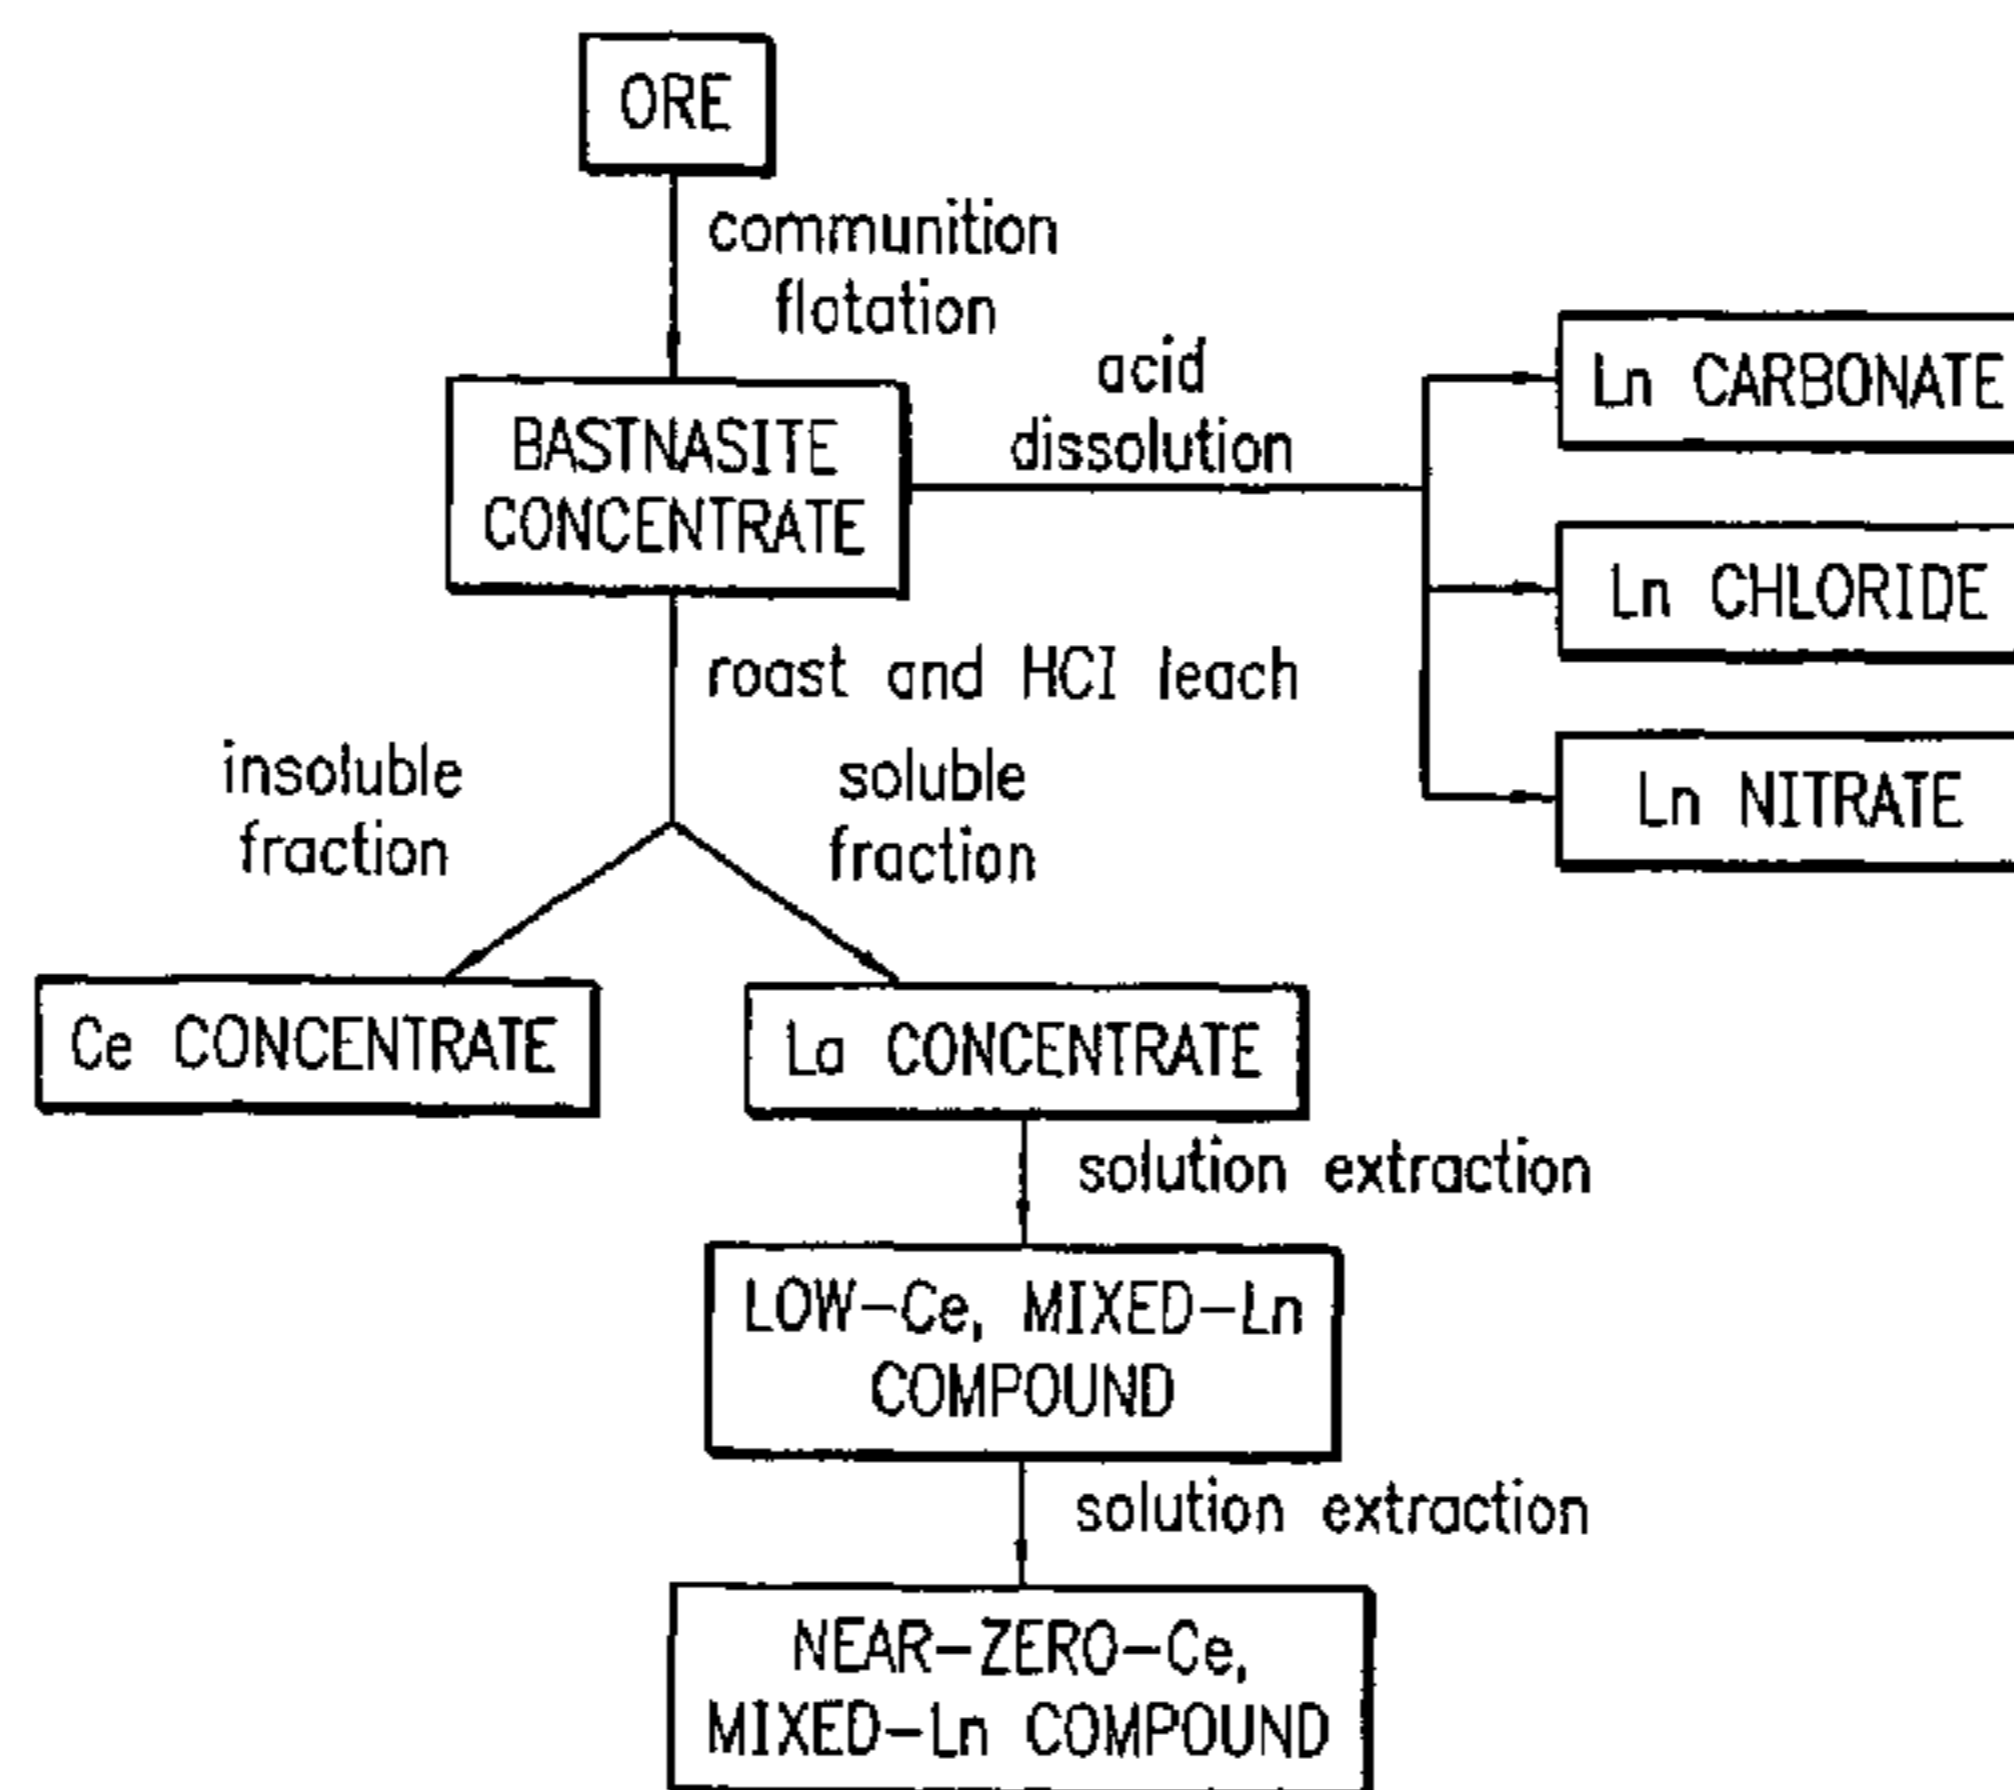 ORE
communition
flotation
BASTNASITE
CONCENTRATE
acid
dissolution
Ln CARBONATE
Ln CHLORIDE
Ln NITRATE
roast and HCl leach
insoluble
fraction
soluble
fraction
Ce CONCENTRATE
La CONCENTRATE
solution extraction
LOW-Ce, MIXED-Ln
COMPOUND
solution extraction
NEAR-ZERO-Ce,
MIXED-Ln COMPOUND